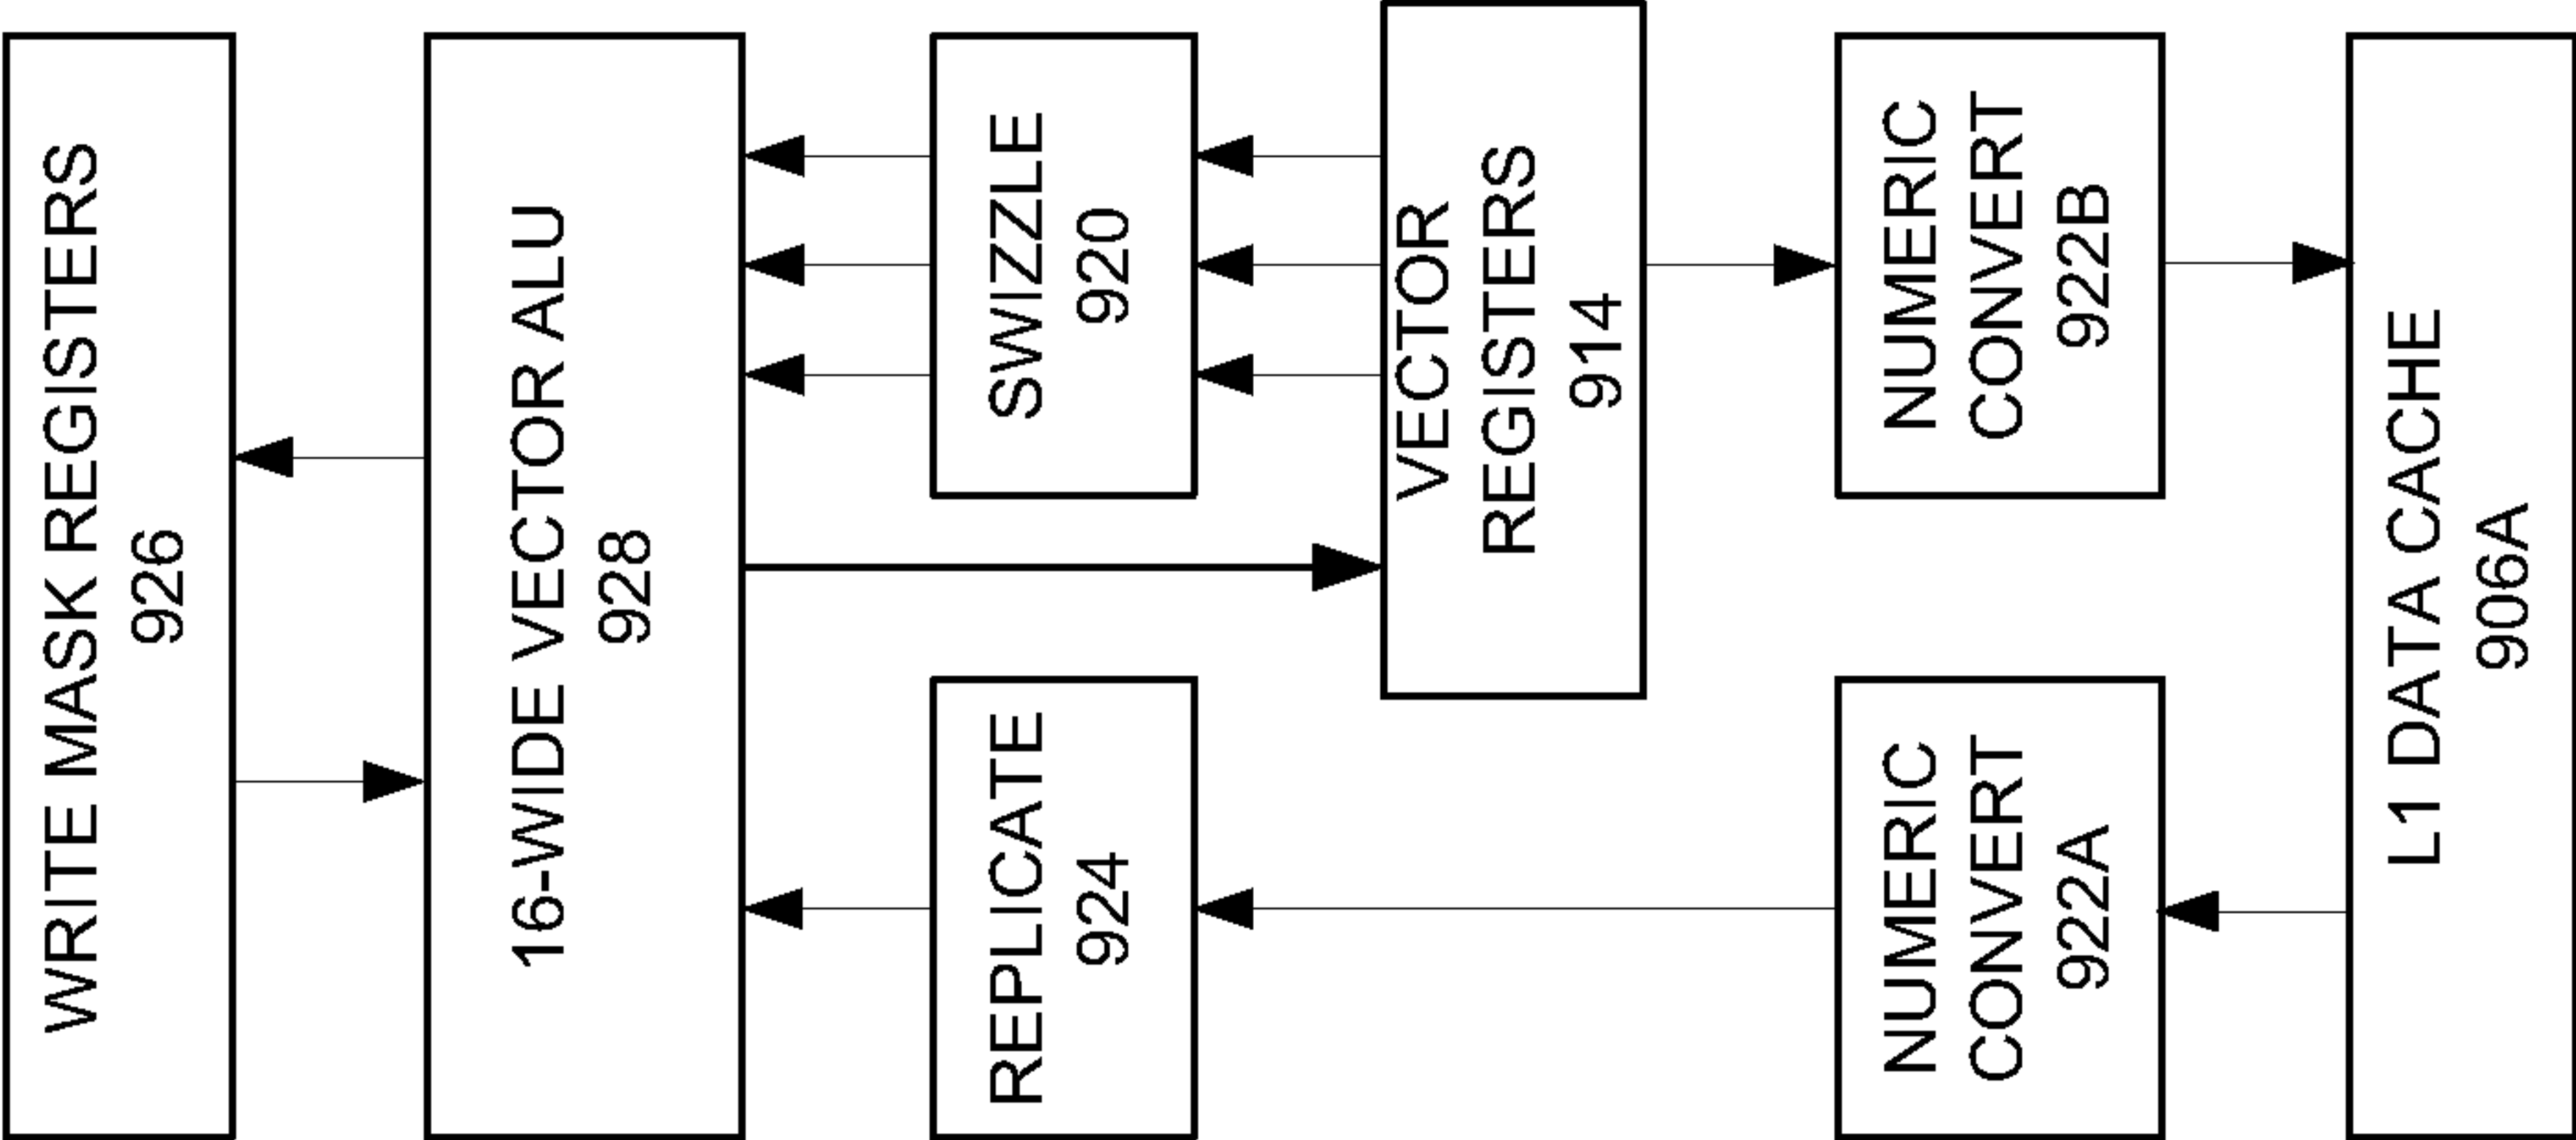 WRITE MASK REGISTERS
926
16-WIDE VECTOR ALU
928
REPLICATE
924
SWIZZLE
920
VECTOR
REGISTERS
914
NUMERIC
CONVERT
922A
NUMERIC
CONVERT
922B
L1 DATA CACHE
906A